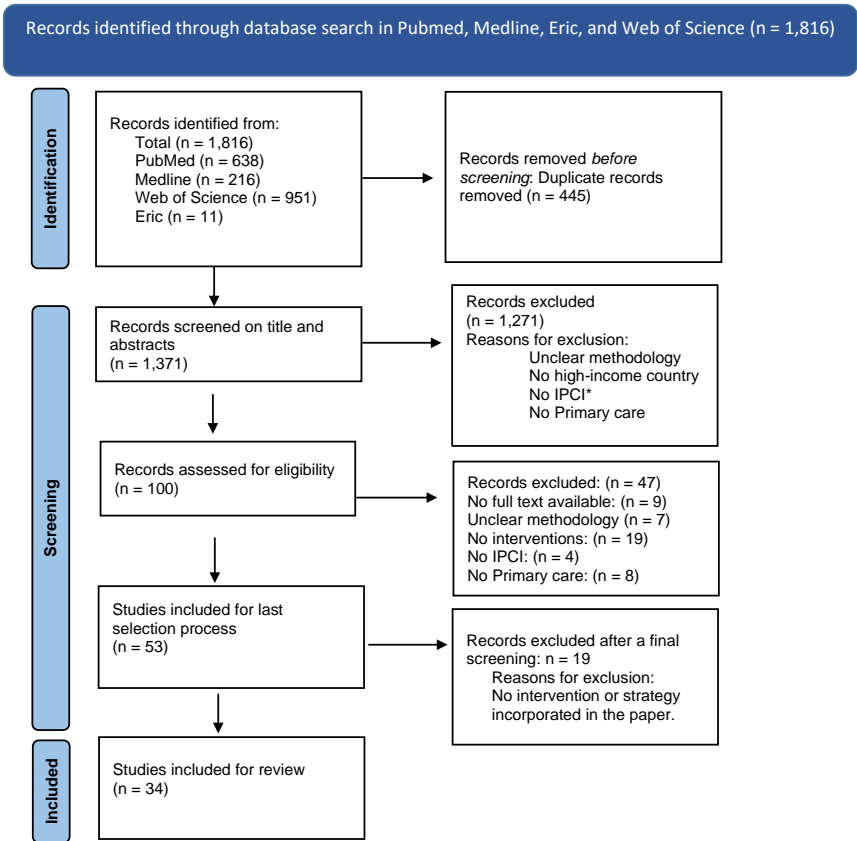 Records identified through database search in Pubmed, Medline, Eric, and Web of Science (n = 1,816)
Identification
Records identified from:
Total (n = 1,816)
PubMed (n = 638)
Medline (n = 216)
Web of Science (n = 951)
Eric (n = 11)
Records removed before
screening: Duplicate records
removed (n = 445)
Screening
Records screened on title and
abstracts
(n = 1,371)
Records excluded
(n = 1,271)
Reasons for exclusion:
Unclear methodology
No high-income country
No IPCI*
No Primary care
Records assessed for eligibility
(n = 100)
Records excluded: (n = 47)
No full text available: (n = 9)
Unclear methodology (n = 7)
No interventions: (n = 19)
No IPCI: (n = 4)
No Primary care: (n = 8)
Studies included for last
selection process
(n = 53)
Records excluded after a final
screening: n = 19
Reasons for exclusion:
No intervention or strategy
incorporated in the paper.
Included
Studies included for review
(n = 34)